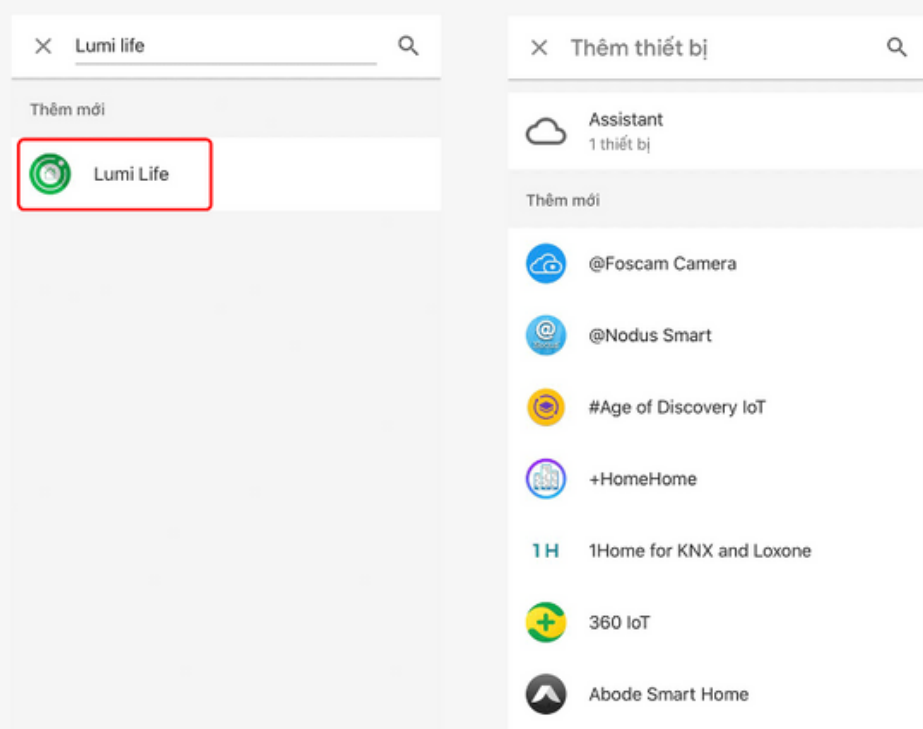 Lumi life
Thêm mới
Lumi Life
Thêm thiết bị
Assistant
1 thiết bị
Thêm mới
@Foscam Camera
@Nodus Smart
#Age of Discovery IoT
+HomeHome
1H
1Home for KNX and Loxone
360 IoT
Abode Smart Home